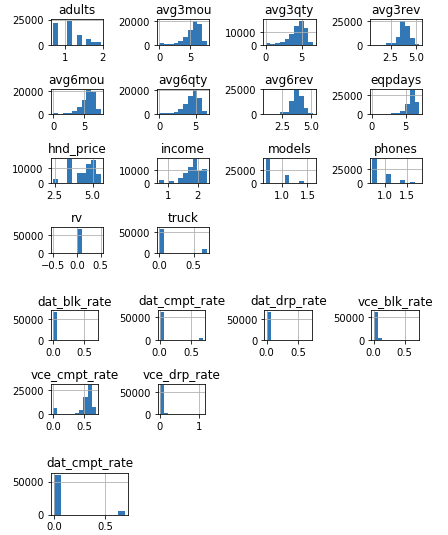 adults avg3mou avg3qty avg3rev
25000 20000 20000
10000
0 0 0 0
1 2 0 5 0 5 2.5 5.0
avg6mou avg6qty avg6rev eqpdays
20000 20000 25000 25000
0 0 0 0
0 5 0 5 2.5 5.0 0 5
hnd_price income models phones
10000 10000 25000 25000
0 0 0 0
2.5 5.0 1 2 1.0 1.5 1.0 1.5
rv truck
50000 50000
0 0
−0.5 0.0 0.5 0.0 0.5
dat_blk_rate dat_cmpt_rate dat_drp_rate vce_blk_rate
50000 50000 50000 50000
0 0 0 0
0.0 0.5 0.0 0.5 0.0 0.5 0.0 0.5
vce_cmpt_rate vce_drp_rate
25000 50000
0 0
0.0 0.5 0 1
dat_cmpt_rate
50000
0
0.0 0.5